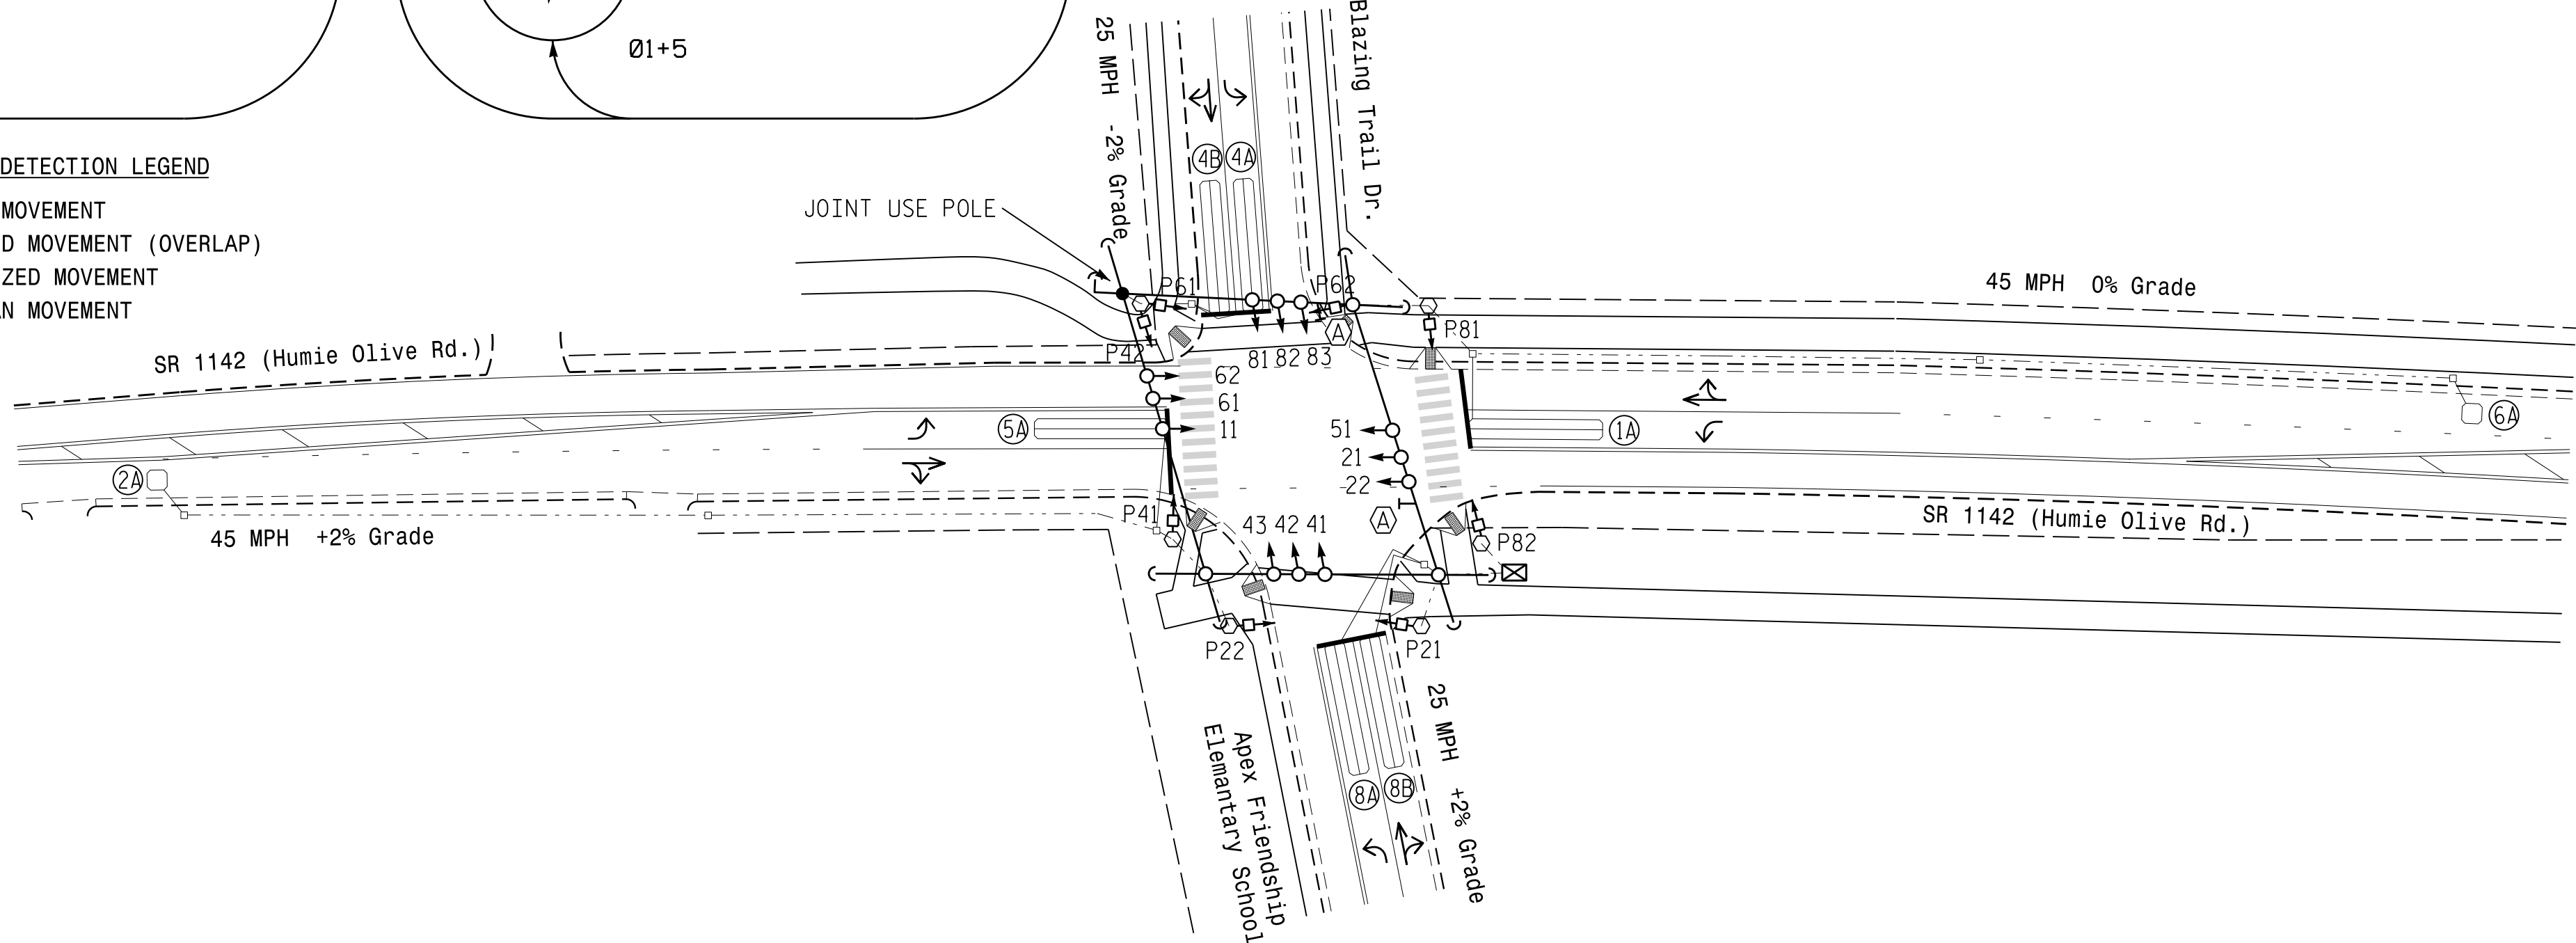 Ø1+5
DETECTION LEGEND
MOVEMENT
D MOVEMENT (OVERLAP)
ZED MOVEMENT
N MOVEMENT
25 MPH -2% Grade
Blazing Trail Dr.
4B
4A
JOINT USE POLE
P61
P62
45 MPH 0% Grade
P42
A
P81
SR 1142 (Humie Olive Rd.)
81
82
83
62
61
11
5A
51
21
22
1A
6A
2A
45 MPH +2% Grade
P41
43
42
41
A
P82
SR 1142 (Humie Olive Rd.)
P22
P21
Apex Friendship
Elemantary School
25 MPH +2% Grade
8A
8B